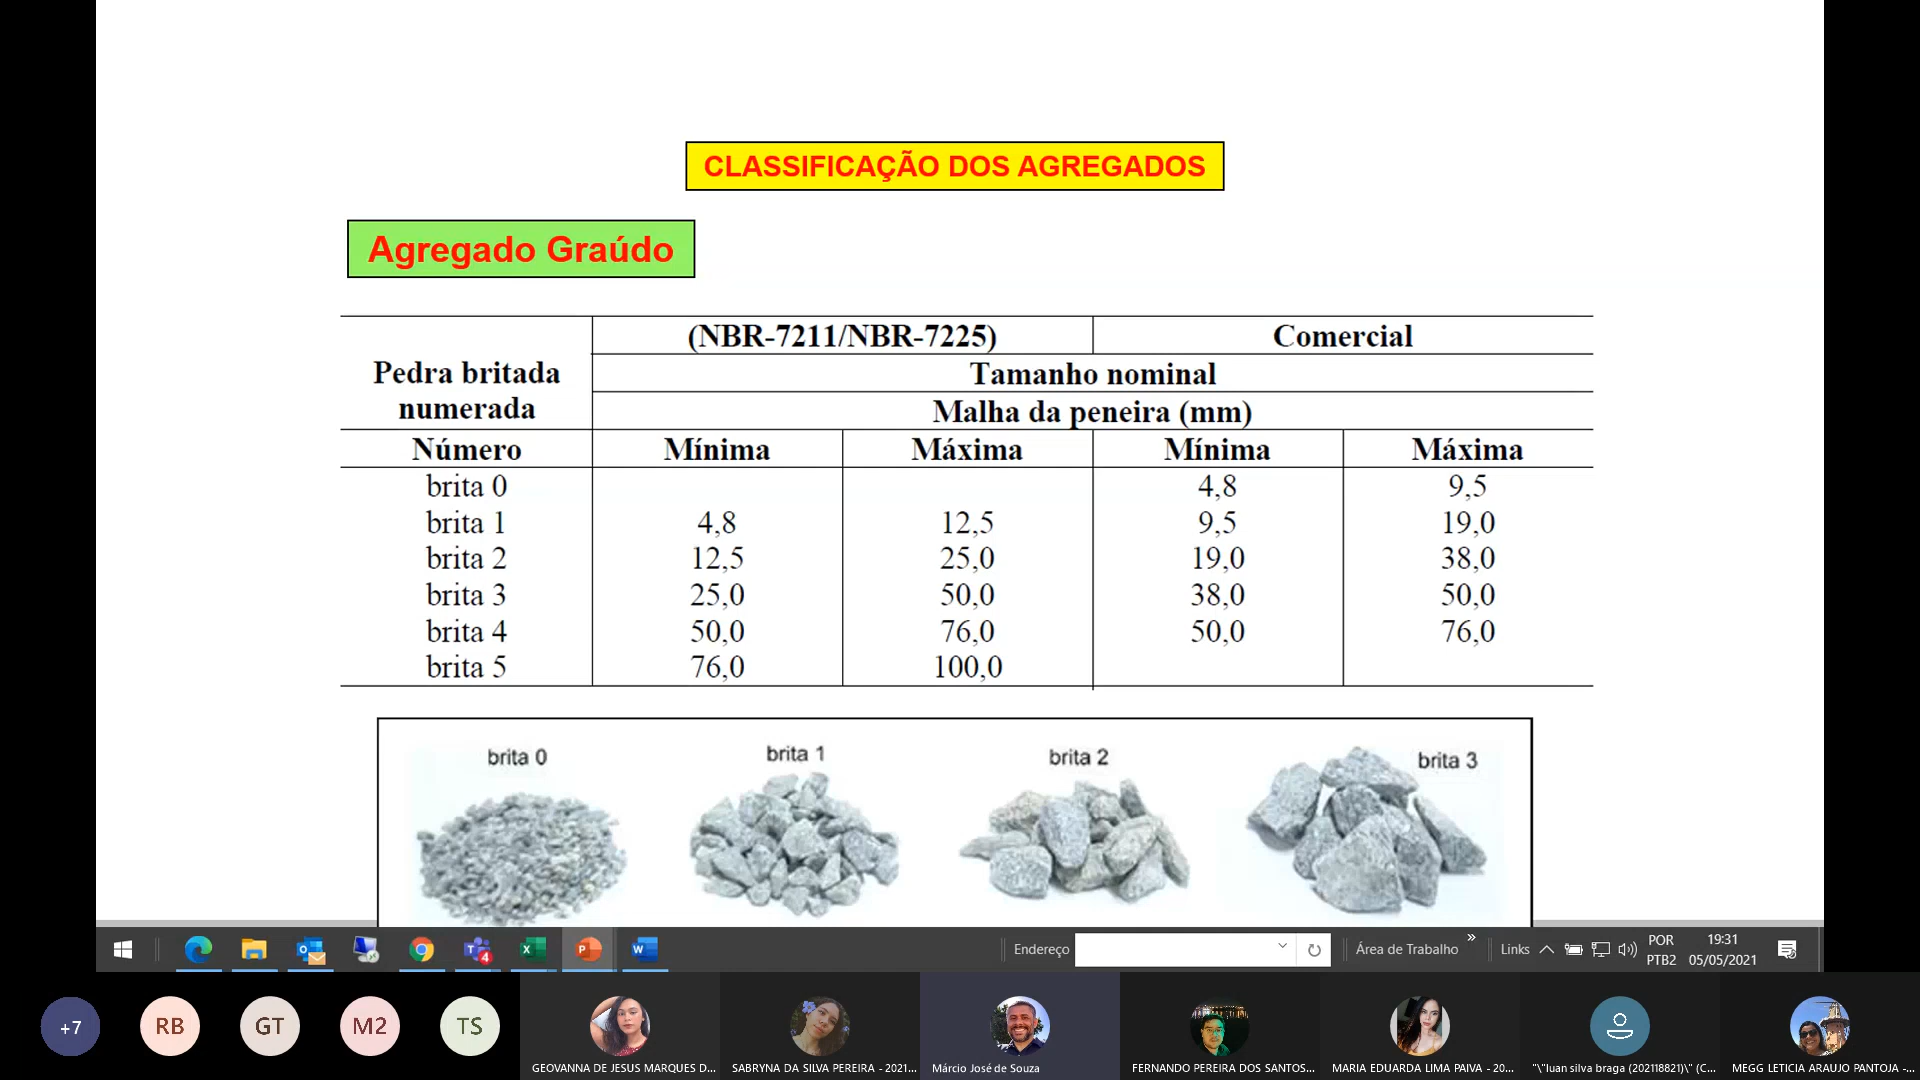 CLASSIFICAÇÃO DOS AGREGADOS
Agregado Graúdo
Pedra britada numerada
(NBR-7211/NBR-7225) Comercial
Tamanho nominal
Malha da peneira (mm)
Número Mínima Máxima Mínima Máxima
brita 0 4,8 9,5
brita 1 4,8 12,5 9,5 19,0
brita 2 12,5 25,0 19,0 38,0
brita 3 25,0 50,0 38,0 50,0
brita 4 50,0 76,0 50,0 76,0
brita 5 76,0 100,0
brita 0 brita 1 brita 2 brita 3
Endereço Área de Trabalho » Links POR 19:31
PTB2 05/05/2021
4
+7 RB GT M2 TS
GEOVANNA DE JESUS MARQUES D... SABRYNA DA SILVA PEREIRA - 2021... Márcio José de Souza FERNANDO PEREIRA DOS SANTOS... MARIA EDUARDA LIMA PAIVA - 20... "\"luan silva braga (202118821)\" (C... MEGG LETICIA ARAUJO PANTOJA -...